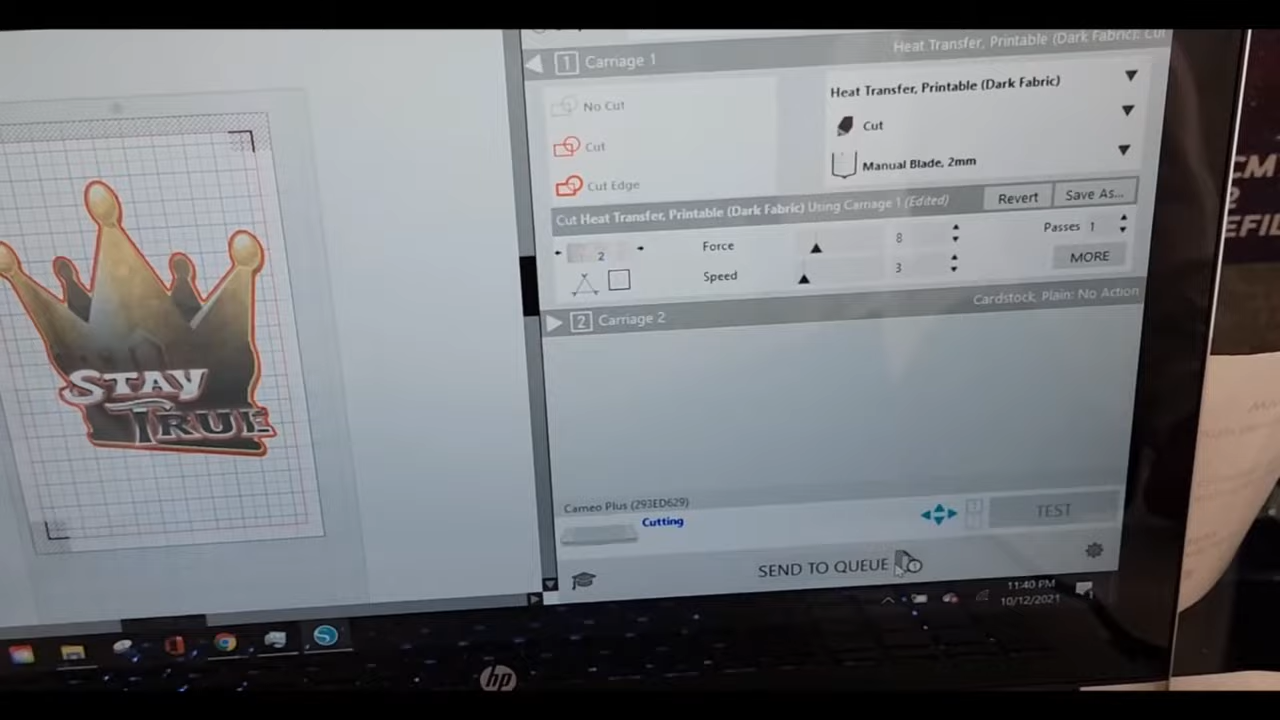 Heat Transfer, Printable (Dark Fabric): Cut
1 Carriage 1
No Cut
Cut
Cut Edge
Heat Transfer, Printable (Dark Fabric)
Cut
Manual Blade, 2mm
Cut Heat Transfer, Printable (Dark Fabric) Using Carriage 1 (Edited)
Revert
Save As...
2
Force
8
Passes 1
Speed
3
MORE
Cardstock, Plain: No Action
2 Carriage 2
STAY
TRUE
Cameo Plus (293ED629)
Cutting
TEST
SEND TO QUEUE
11:40 PM
10/12/2021
hp